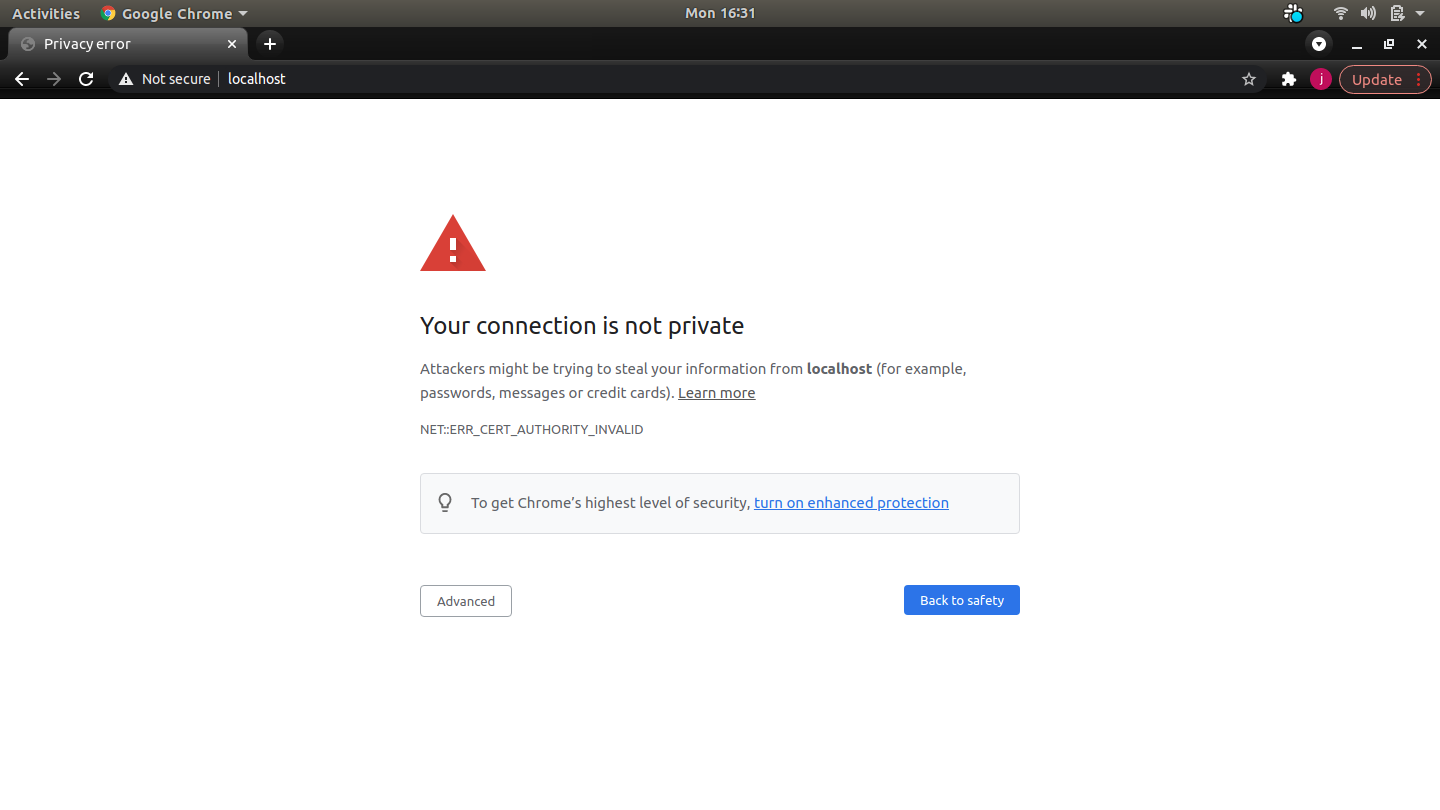 Activities Google Chrome Mon 16:31
Privacy error
Not secure localhost j Update
Your connection is not private
Attackers might be trying to steal your information from localhost (for example,
passwords, messages or credit cards). Learn more
NET::ERR_CERT_AUTHORITY_INVALID
To get Chrome’s highest level of security, turn on enhanced protection
Advanced Back to safety